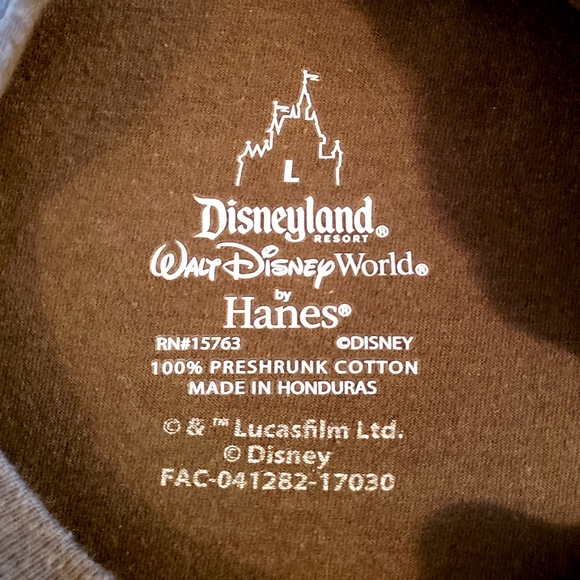 L
Disneyland®
RESORT
WALT DISNEY World®
by
Hanes®
RN#15763 ©DISNEY
100% PRESHRUNK COTTON
MADE IN HONDURAS
© & ™ Lucasfilm Ltd.
© Disney
FAC-041282-17030